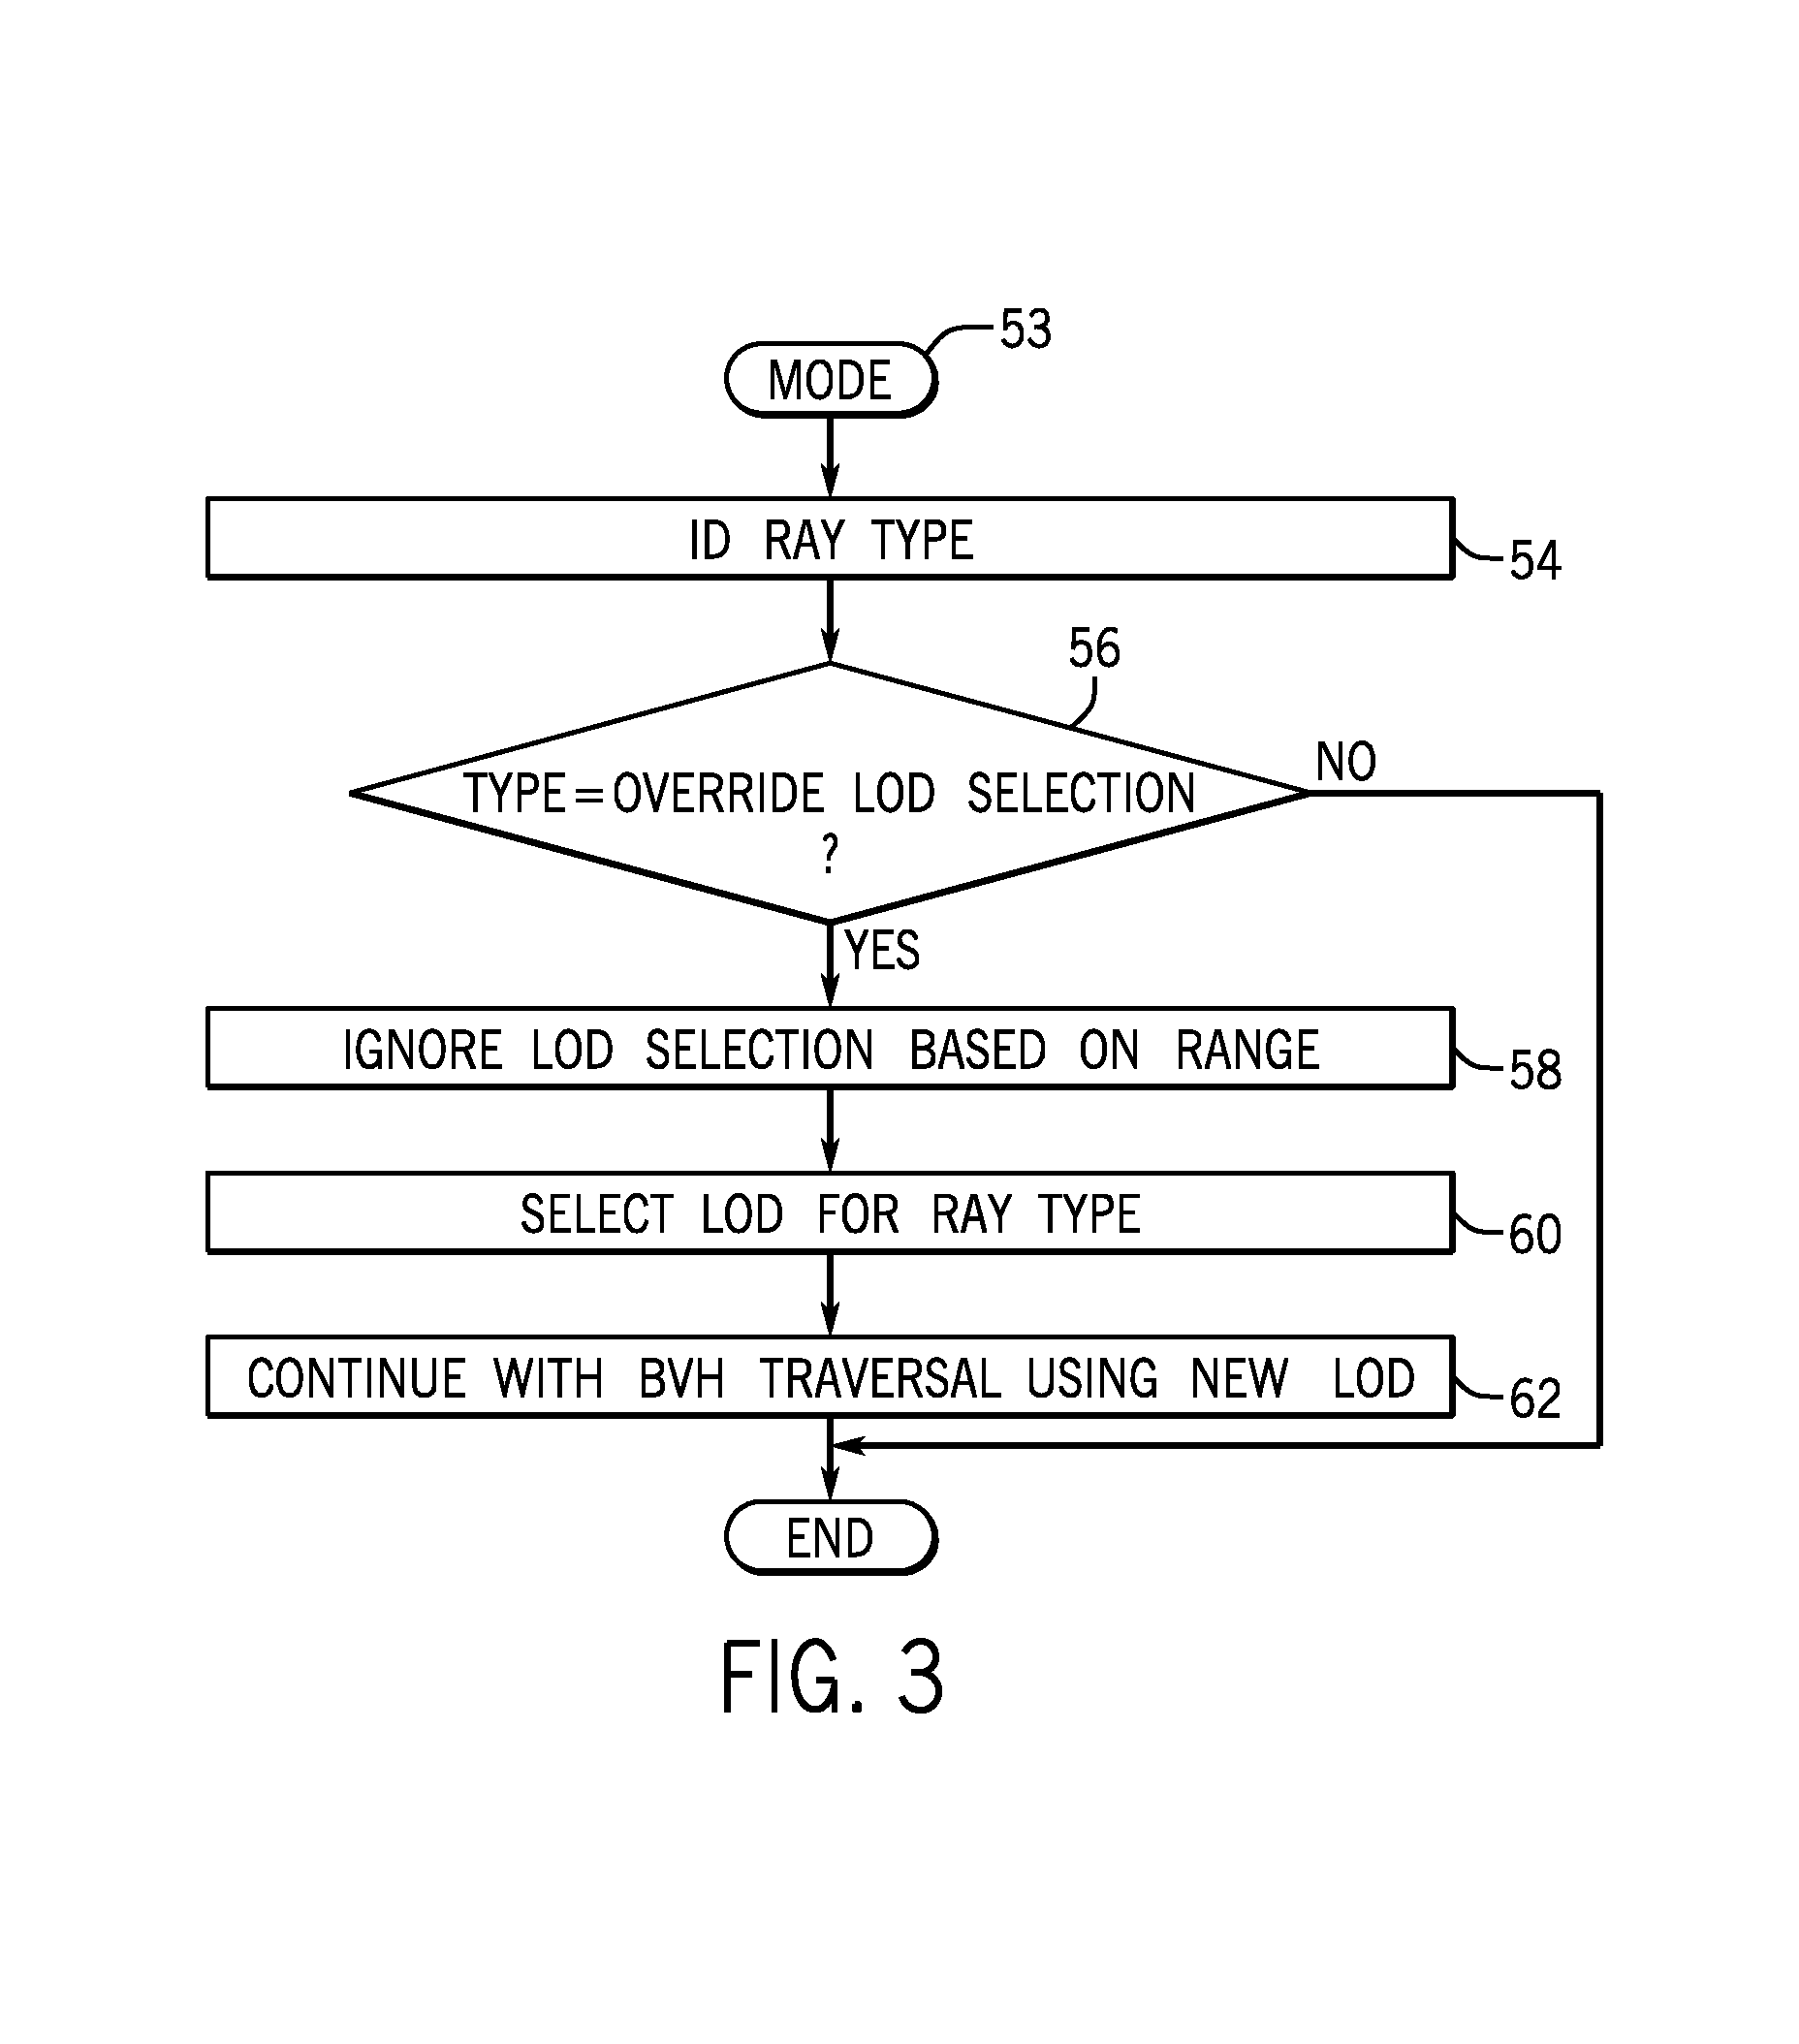 MODE
53
ID RAY TYPE
54
56
TYPE=OVERRIDE LOD SELECTION
?
NO
YES
IGNORE LOD SELECTION BASED ON RANGE
58
SELECT LOD FOR RAY TYPE
60
CONTINUE WITH BVH TRAVERSAL USING NEW LOD
62
END
FIG. 3